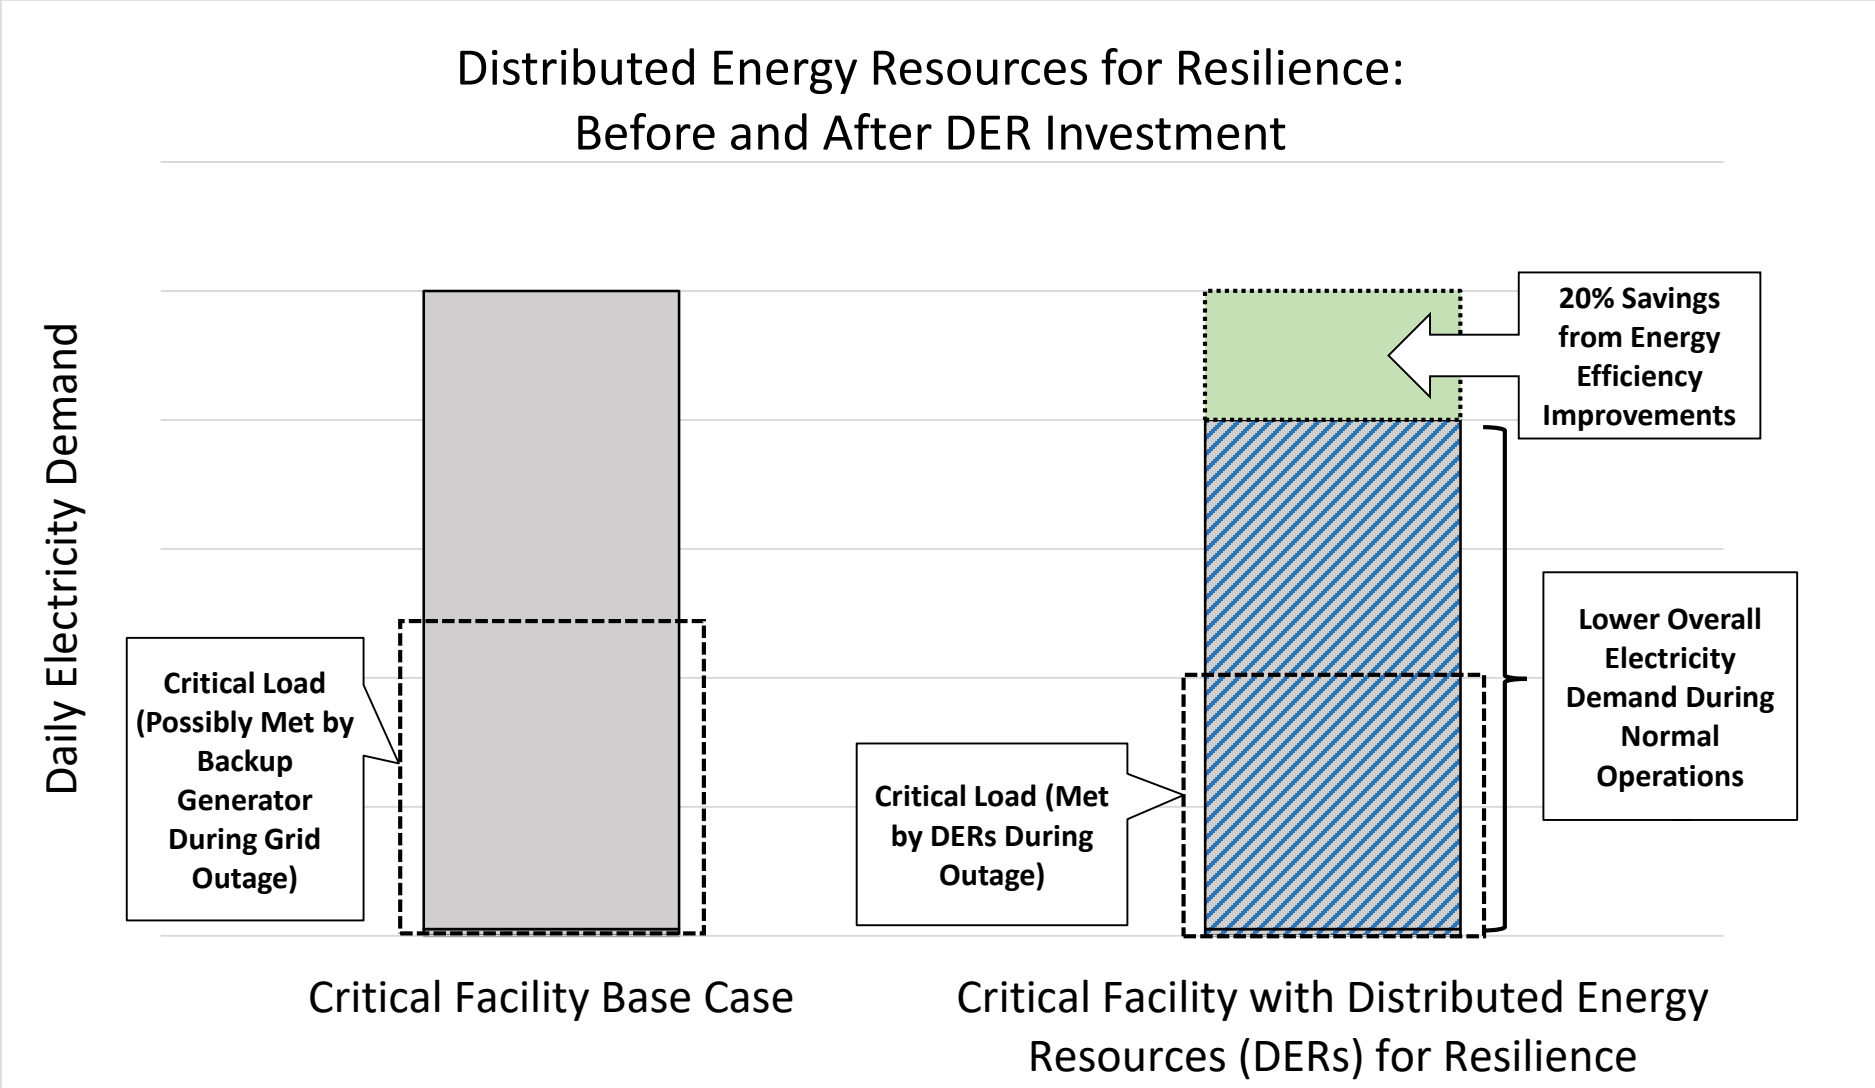 Distributed Energy Resources for Resilience:
Before and After DER Investment
Daily Electricity Demand
Critical Load
(Possibly Met by
Backup
Generator
During Grid
Outage)
Critical Load (Met
by DERs During
Outage)
20% Savings
from Energy
Efficiency
Improvements
Lower Overall
Electricity
Demand During
Normal
Operations
Critical Facility Base Case
Critical Facility with Distributed Energy
Resources (DERs) for Resilience